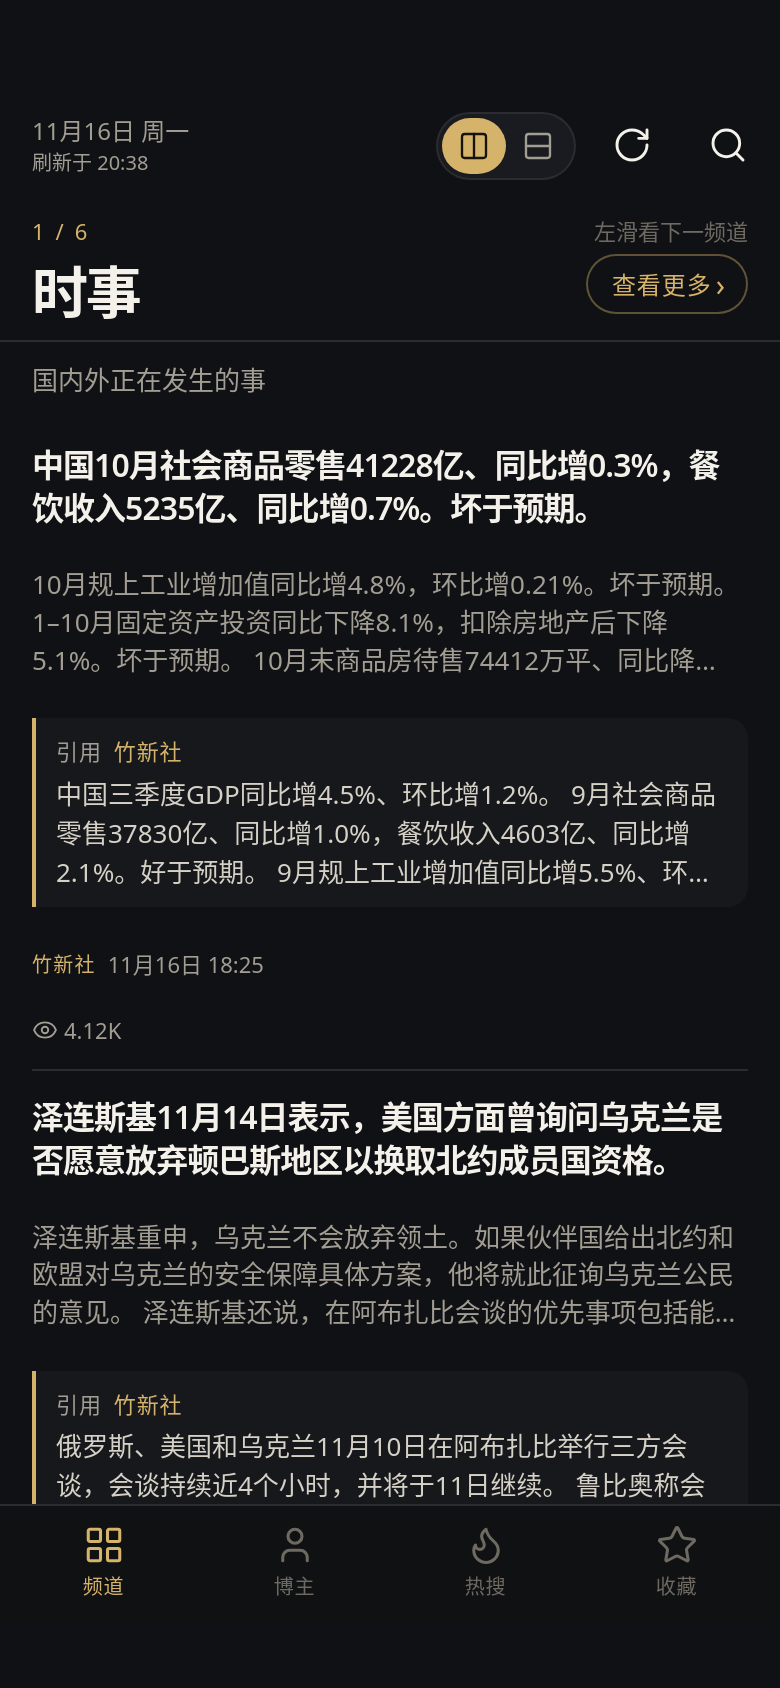 11月16日 周一
刷新于 20:38
1 / 6
左滑看下一频道
时事
查看更多 ›
国内外正在发生的事
中国10月社会商品零售41228亿、同比增0.3%，餐
饮收入5235亿、同比增0.7%。坏于预期。
10月规上工业增加值同比增4.8%，环比增0.21%。坏于预期。
1–10月固定资产投资同比下降8.1%，扣除房地产后下降
5.1%。坏于预期。 10月末商品房待售74412万平、同比降...
引用 竹新社
中国三季度GDP同比增4.5%、环比增1.2%。 9月社会商品
零售37830亿、同比增1.0%，餐饮收入4603亿、同比增
2.1%。好于预期。 9月规上工业增加值同比增5.5%、环...
竹新社 11月16日 18:25
4.12K
泽连斯基11月14日表示，美国方面曾询问乌克兰是
否愿意放弃顿巴斯地区以换取北约成员国资格。
泽连斯基重申，乌克兰不会放弃领土。如果伙伴国给出北约和
欧盟对乌克兰的安全保障具体方案，他将就此征询乌克兰公民
的意见。 泽连斯基还说，在阿布扎比会谈的优先事项包括能...
引用 竹新社
俄罗斯、美国和乌克兰11月10日在阿布扎比举行三方会
谈，会谈持续近4个小时，并将于11日继续。 鲁比奥称会
频道
博主
热搜
收藏